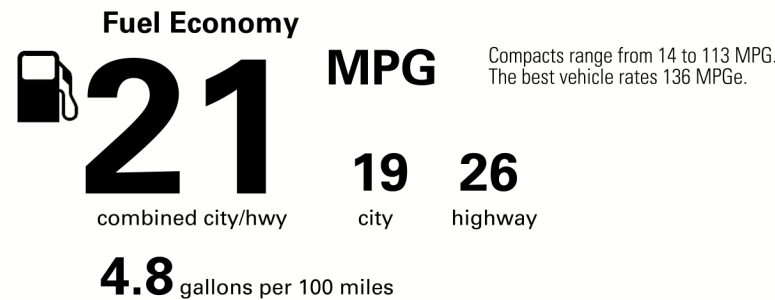 Fuel Economy
21 MPG
Compacts range from 14 to 113 MPG.
The best vehicle rates 136 MPGe.
19 26
combined city/hwy city highway
4.8 gallons per 100 miles